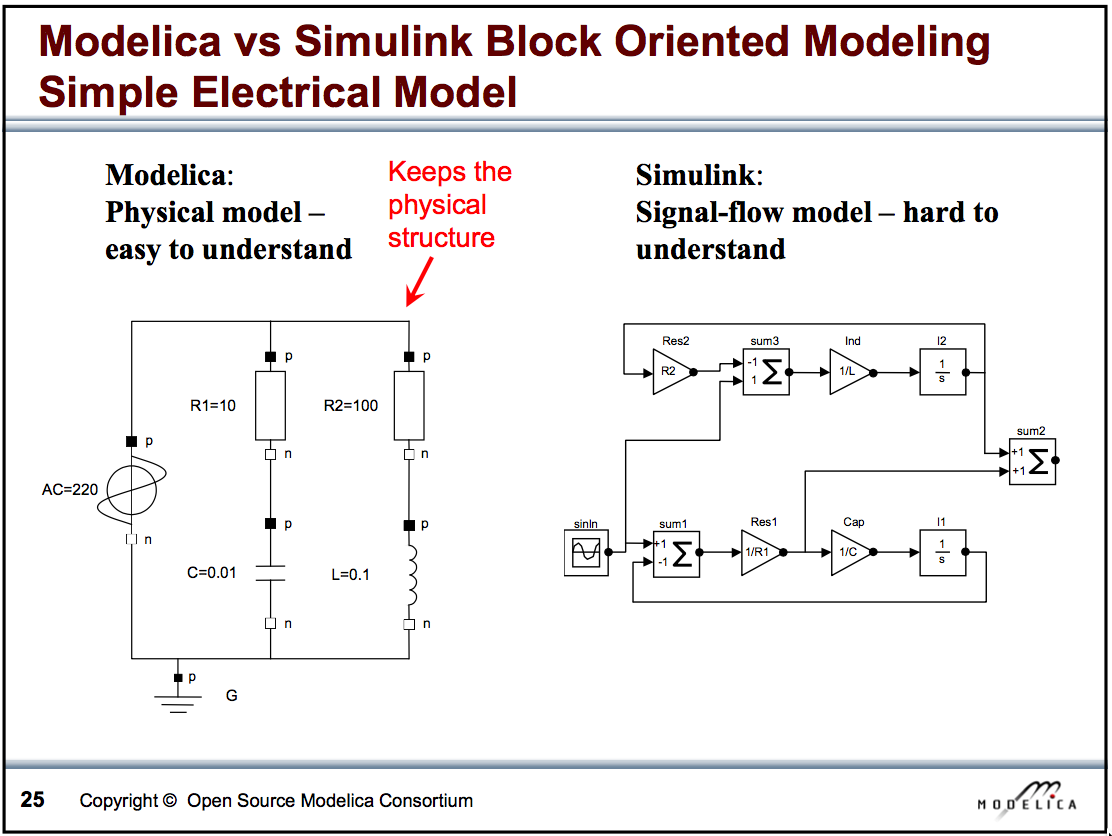 Modelica vs Simulink Block Oriented Modeling
Simple Electrical Model
Modelica:
Physical model –
easy to understand
Keeps the
physical
structure
Simulink:
Signal-flow model – hard to
understand
p
p
R1=10
R2=100
n
n
p
AC=220
n
p
p
C=0.01
L=0.1
n
n
p
G
Res2
sum3
Ind
I2
R2
-1
1
Σ
1/L
1
s
sum2
+1
+1
Σ
sinIn
sum1
Res1
Cap
I1
+1
-1
Σ
1/R1
1/C
1
s
25
Copyright © Open Source Modelica Consortium
MODELICA